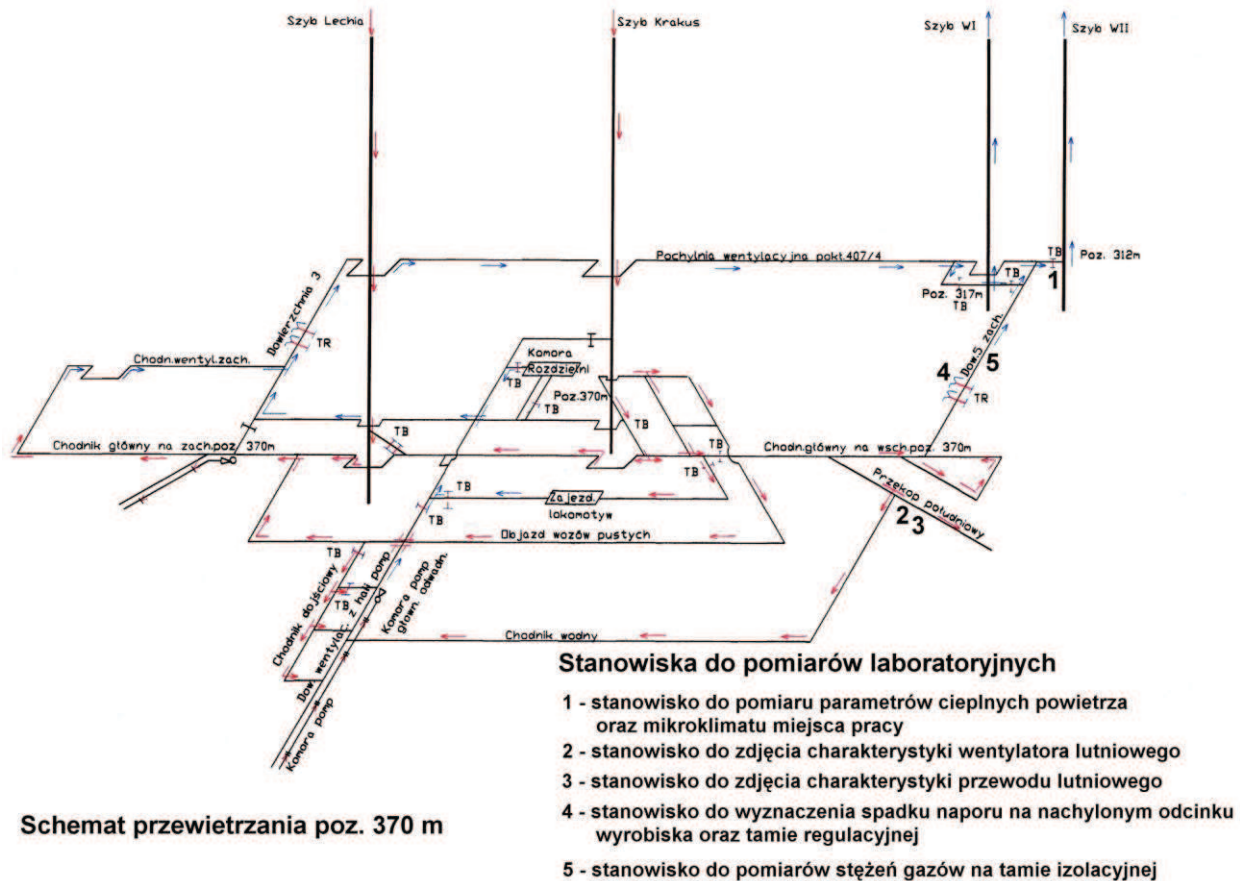 Szyb Lechia
Szyb Krakus
Szyb WI
Szyb WII
Pochylnia wentylacyjna pokł.407/4
TB
Poz. 312m
1
TB
Poz. 317m
TB
Dowierzchnia 3
TR
Chodn.wentyl.zach.
Komora
Rozdzielni
TB
Poz.370m
TB
4
Dow.5 zach.
5
TR
TB
TB
Chodnik główny na zach.poz. 370m
TB
Chodn.główny na wsch.poz. 370m
Przekop południowy
2
3
Zajezd.
lokomotyw
TB
TB
Objazd wozów pustych
TB
Chodnik dojściowy
TB
Dow. wentylac. z hali pomp
Komora pomp
głown. odwadn.
Chodnik wodny
Komora pomp
Stanowiska do pomiarów laboratoryjnych
1 - stanowisko do pomiaru parametrów cieplnych powietrza
oraz mikroklimatu miejsca pracy
2 - stanowisko do zdjęcia charakterystyki wentylatora lutniowego
3 - stanowisko do zdjęcia charakterystyki przewodu lutniowego
4 - stanowisko do wyznaczenia spadku naporu na nachylonym odcinku
wyrobiska oraz tamie regulacyjnej
5 - stanowisko do pomiarów stężeń gazów na tamie izolacyjnej
Schemat przewietrzania poz. 370 m